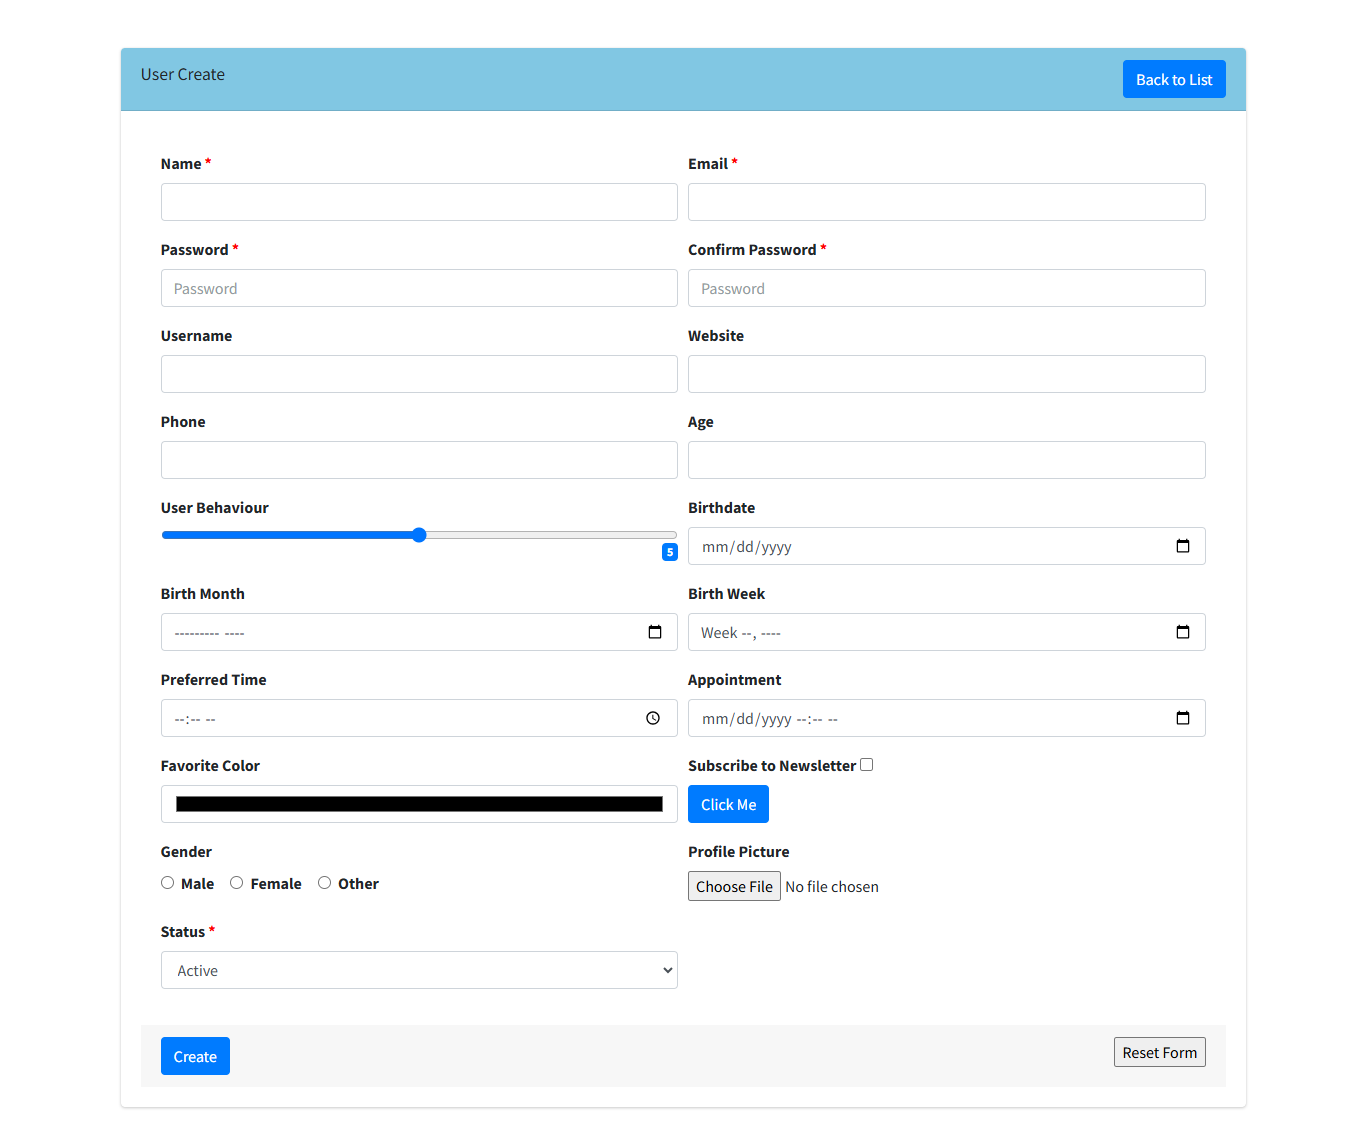 User Create
Back to List
Name *
Email *
Password *
Confirm Password *
Password
Password
Username
Website
Phone
Age
User Behaviour
Birthdate
5
mm/dd/yyyy
Birth Month
Birth Week
--------- ----
Week --, ----
Preferred Time
Appointment
--:-- --
mm/dd/yyyy --:-- --
Favorite Color
Subscribe to Newsletter
Click Me
Gender
Profile Picture
Male Female Other
Choose File No file chosen
Status *
Active
Create
Reset Form